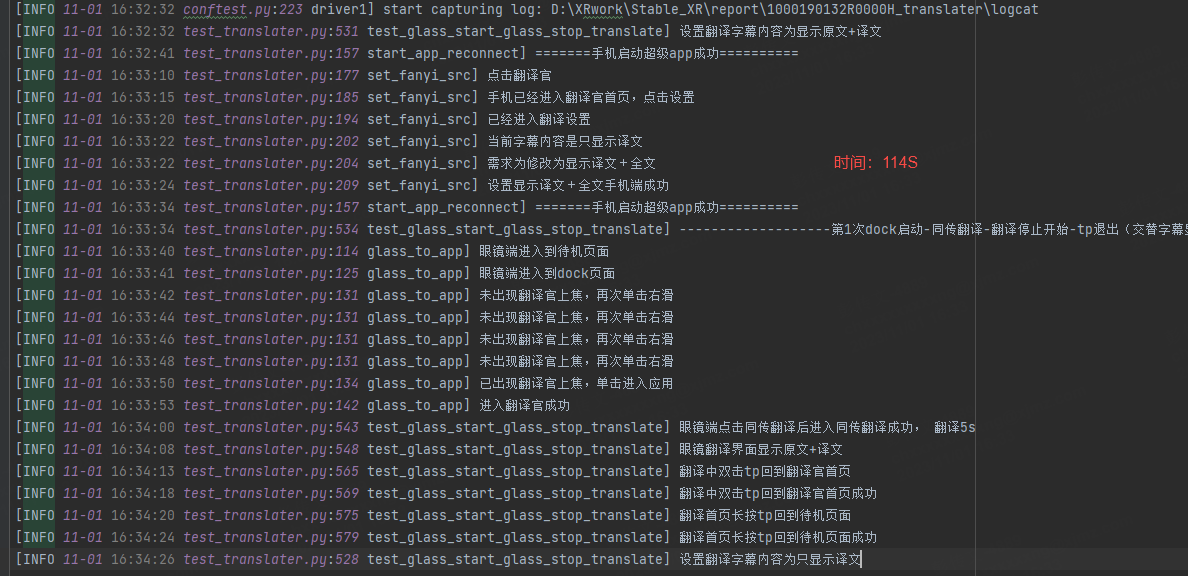 [INFO 11-01 16:32:32 conftest.py:223 driver1] start capturing log: D:\XRwork\Stable_XR\report\1000190132R0000H_translater\logcat
[INFO 11-01 16:32:32 test_translater.py:531 test_glass_start_glass_stop_translate] 设置翻译字幕内容为显示原文+译文
[INFO 11-01 16:32:41 test_translater.py:157 start_app_reconnect] =======手机启动超级app成功==========
[INFO 11-01 16:33:10 test_translater.py:177 set_fanyi_src] 点击翻译官
[INFO 11-01 16:33:15 test_translater.py:185 set_fanyi_src] 手机已经进入翻译官首页，点击设置
[INFO 11-01 16:33:20 test_translater.py:194 set_fanyi_src] 已经进入翻译设置
[INFO 11-01 16:33:22 test_translater.py:202 set_fanyi_src] 当前字幕内容是只显示译文
[INFO 11-01 16:33:22 test_translater.py:204 set_fanyi_src] 需求为修改为显示译文＋全文
时间：114S
[INFO 11-01 16:33:24 test_translater.py:209 set_fanyi_src] 设置显示译文＋全文手机端成功
[INFO 11-01 16:33:34 test_translater.py:157 start_app_reconnect] =======手机启动超级app成功==========
[INFO 11-01 16:33:34 test_translater.py:534 test_glass_start_glass_stop_translate] -------------------第1次dock启动-同传翻译-翻译停止开始-tp退出（交替字幕
[INFO 11-01 16:33:40 test_translater.py:114 glass_to_app] 眼镜端进入到待机页面
[INFO 11-01 16:33:41 test_translater.py:125 glass_to_app] 眼镜端进入到dock页面
[INFO 11-01 16:33:42 test_translater.py:131 glass_to_app] 未出现翻译官上焦，再次单击右滑
[INFO 11-01 16:33:44 test_translater.py:131 glass_to_app] 未出现翻译官上焦，再次单击右滑
[INFO 11-01 16:33:46 test_translater.py:131 glass_to_app] 未出现翻译官上焦，再次单击右滑
[INFO 11-01 16:33:48 test_translater.py:131 glass_to_app] 未出现翻译官上焦，再次单击右滑
[INFO 11-01 16:33:50 test_translater.py:134 glass_to_app] 已出现翻译官上焦，单击进入应用
[INFO 11-01 16:33:53 test_translater.py:142 glass_to_app] 进入翻译官成功
[INFO 11-01 16:34:00 test_translater.py:543 test_glass_start_glass_stop_translate] 眼镜端点击同传翻译后进入同传翻译成功， 翻译5s
[INFO 11-01 16:34:08 test_translater.py:548 test_glass_start_glass_stop_translate] 眼镜翻译界面显示原文+译文
[INFO 11-01 16:34:13 test_translater.py:565 test_glass_start_glass_stop_translate] 翻译中双击tp回到翻译官首页
[INFO 11-01 16:34:18 test_translater.py:569 test_glass_start_glass_stop_translate] 翻译中双击tp回到翻译官首页成功
[INFO 11-01 16:34:20 test_translater.py:575 test_glass_start_glass_stop_translate] 翻译首页长按tp回到待机页面
[INFO 11-01 16:34:24 test_translater.py:579 test_glass_start_glass_stop_translate] 翻译首页长按tp回到待机页面成功
[INFO 11-01 16:34:26 test_translater.py:528 test_glass_start_glass_stop_translate] 设置翻译字幕内容为只显示译文